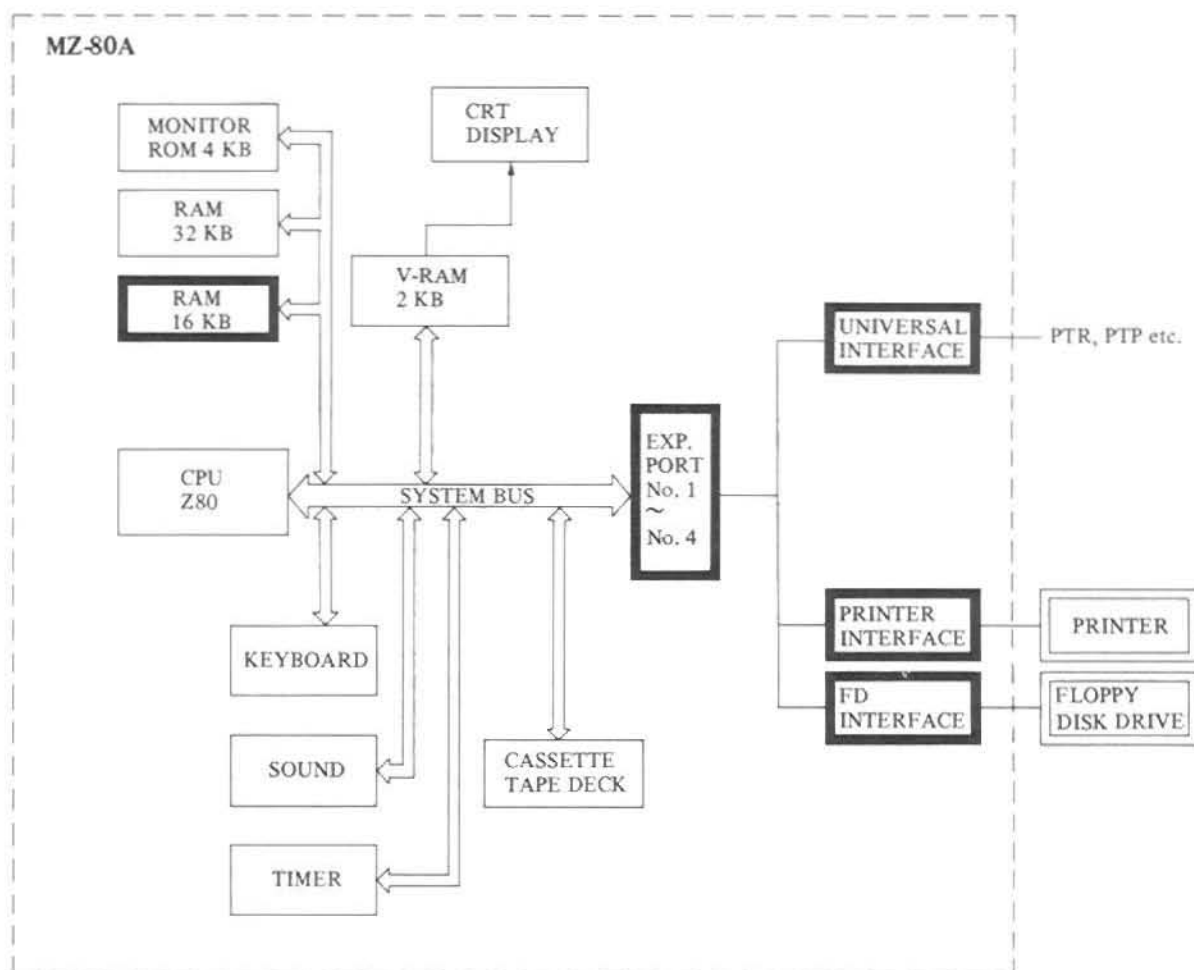 MZ-80A
MONITOR
ROM 4 KB
RAM
32 KB
RAM
16 KB
CRT
DISPLAY
V-RAM
2 KB
CPU
Z80
SYSTEM BUS
EXP.
PORT
No. 1
~
No. 4
UNIVERSAL
INTERFACE
PTR, PTP etc.
PRINTER
INTERFACE
PRINTER
FD
INTERFACE
FLOPPY
DISK DRIVE
KEYBOARD
SOUND
TIMER
CASSETTE
TAPE DECK